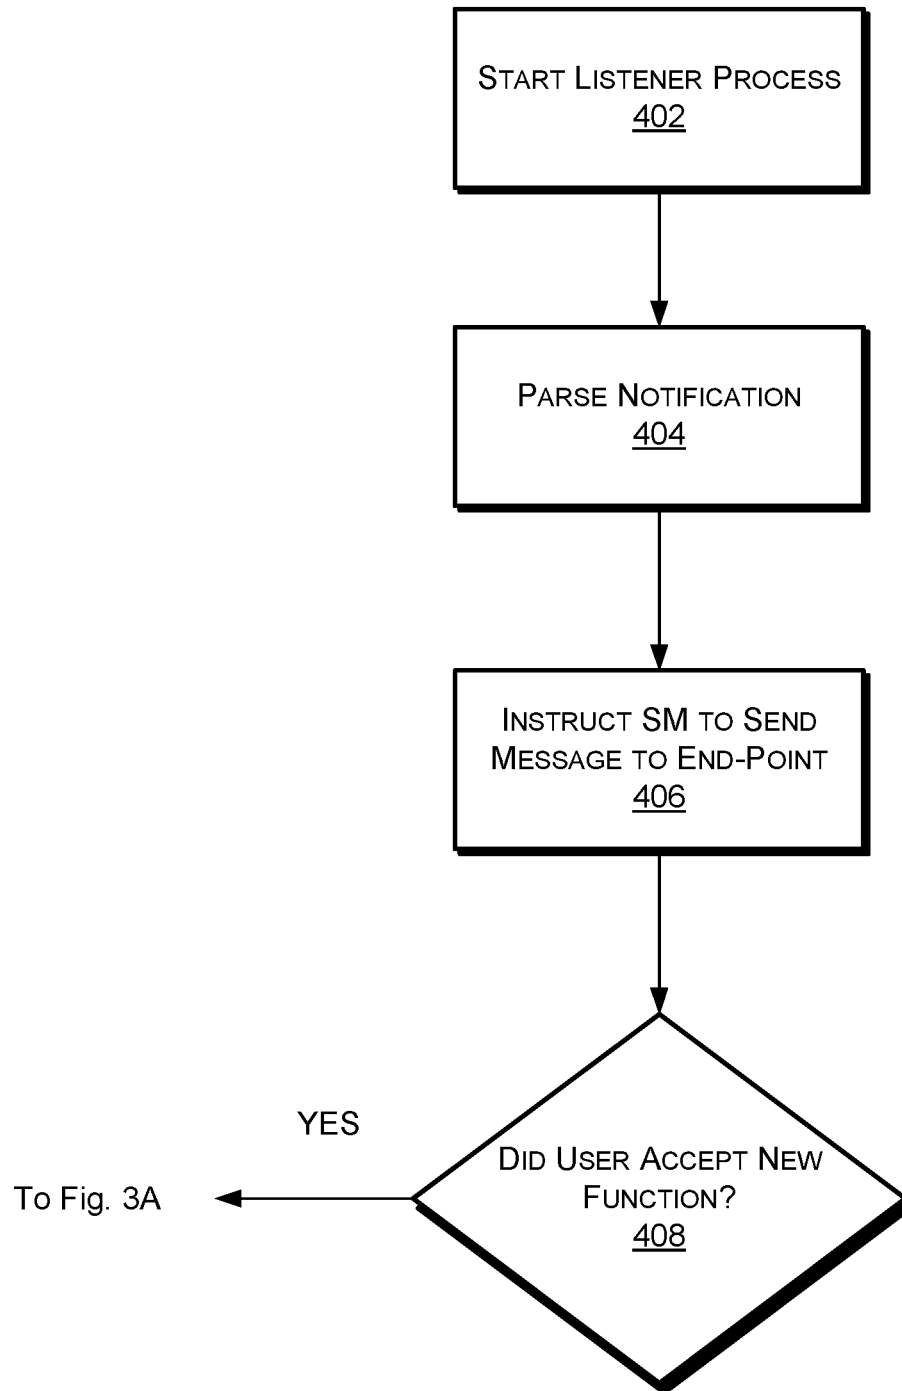 START LISTENER PROCESS
402
PARSE NOTIFICATION
404
INSTRUCT SM TO SEND
MESSAGE TO END-POINT
406
YES
DID USER ACCEPT NEW
FUNCTION?
To Fig. 3A
408